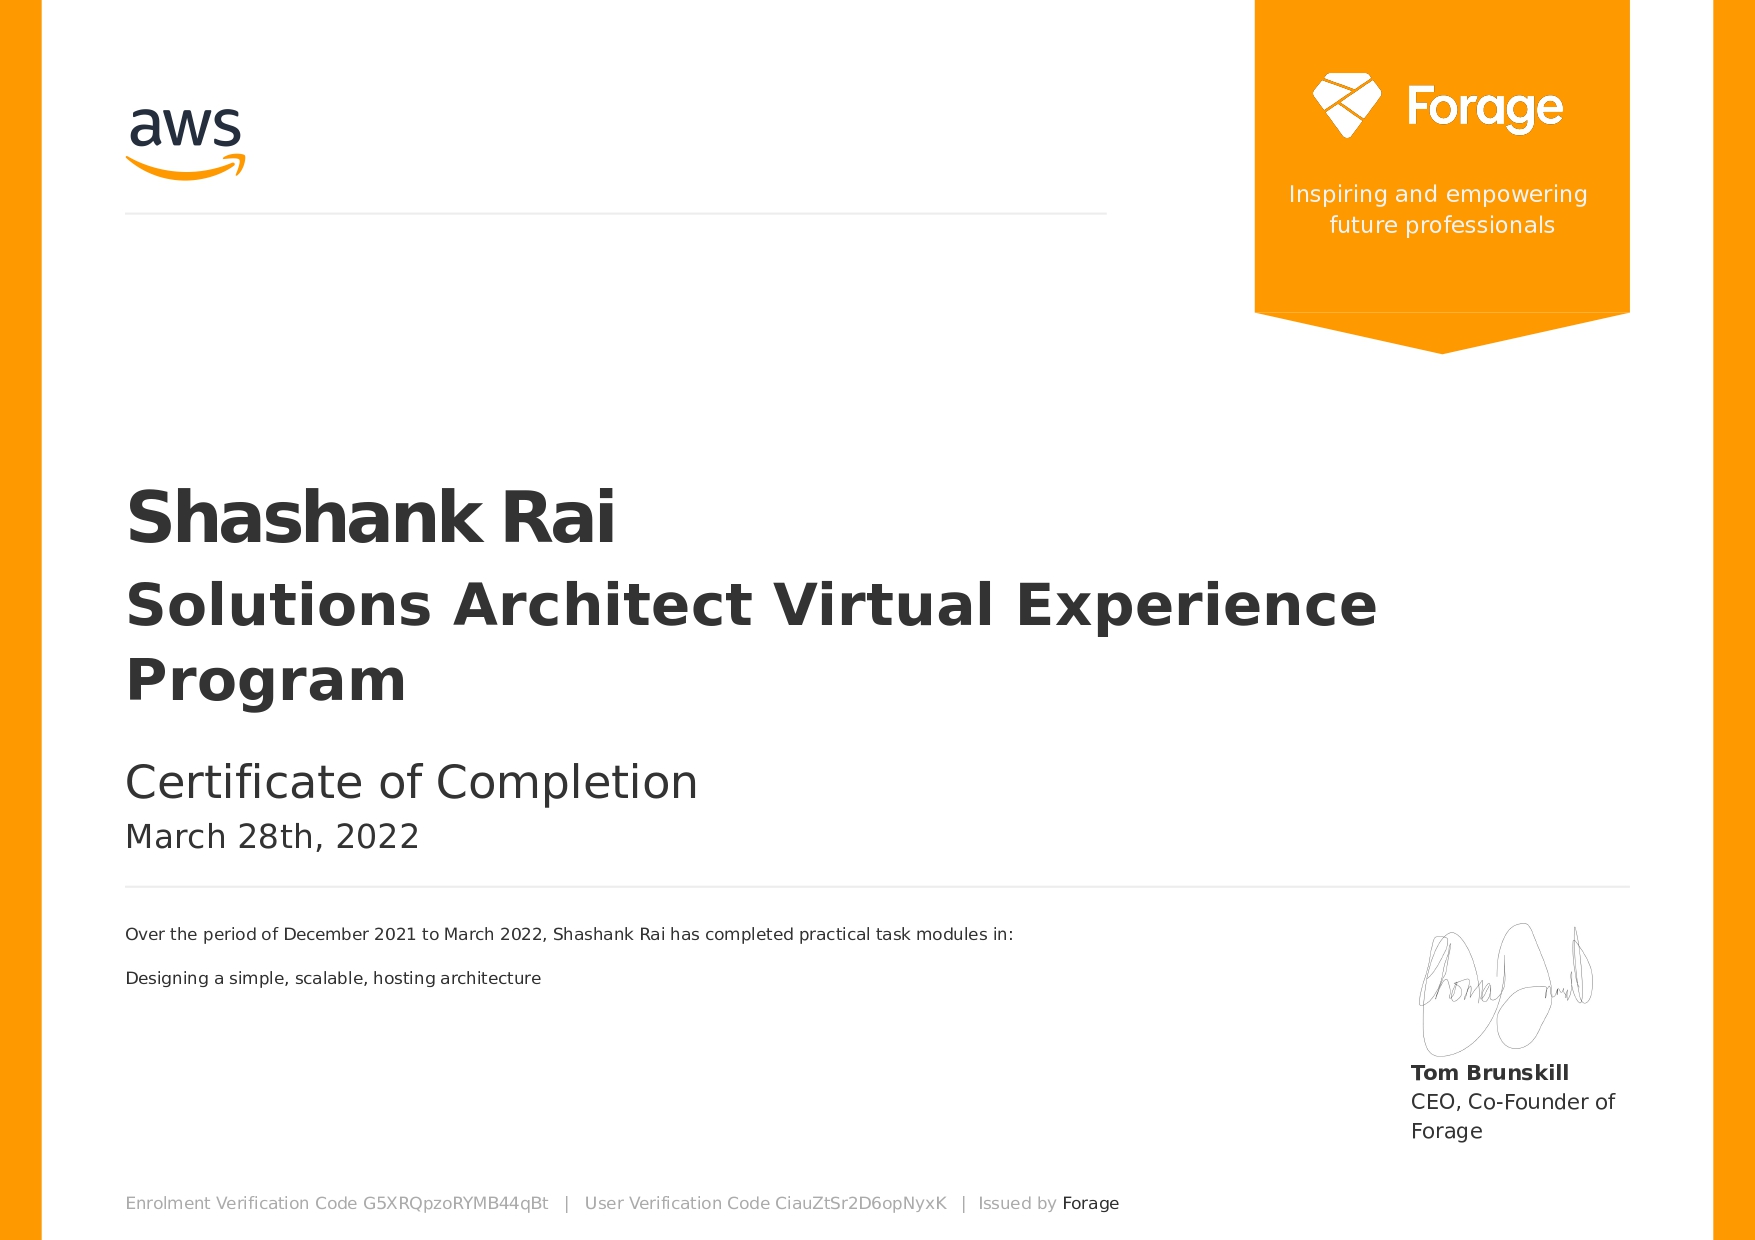 aws
Forage
Inspiring and empowering
future professionals
Shashank Rai
Solutions Architect Virtual Experience
Program
Certificate of Completion
March 28th, 2022
Over the period of December 2021 to March 2022, Shashank Rai has completed practical task modules in:
Designing a simple, scalable, hosting architecture
Tom Brunskill
CEO, Co-Founder of
Forage
Enrolment Verification Code G5XRQpzoRYMB44qBt | User Verification Code CiauZtSr2D6opNyxK | Issued by Forage